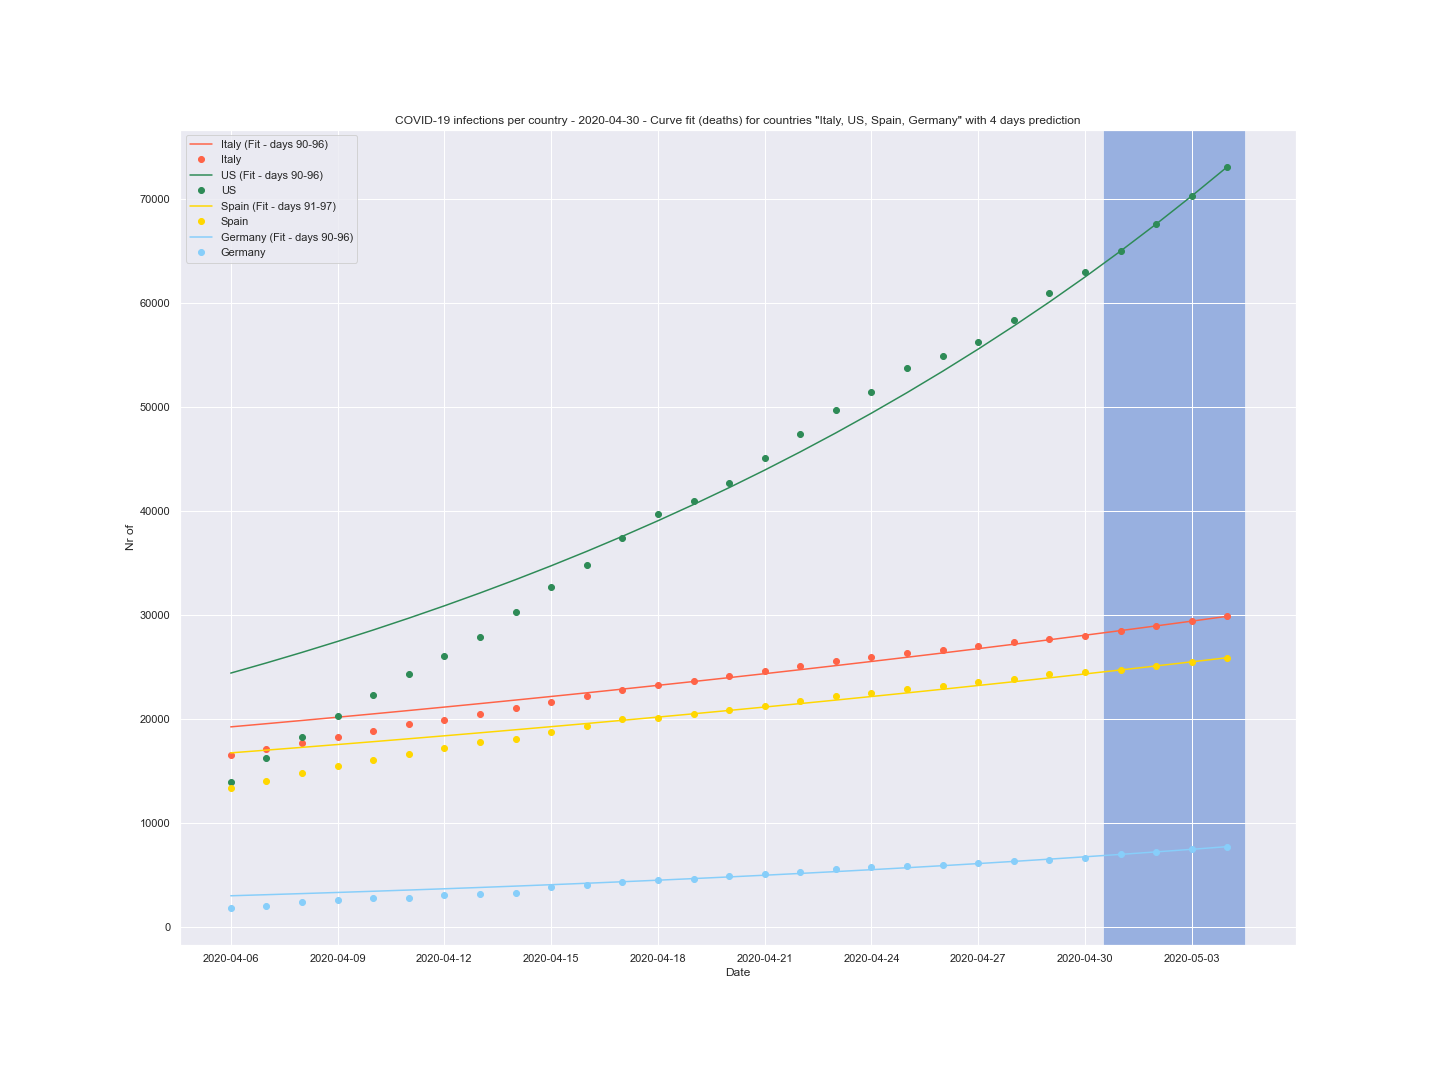 COVID-19 infections per country - 2020-04-30 - Curve fit (deaths) for countries "Italy, US, Spain, Germany" with 4 days prediction
Italy (Fit - days 90-96)
Italy
US (Fit - days 90-96)
US
Spain (Fit - days 91-97)
Spain
Germany (Fit - days 90-96)
Germany
70000
60000
50000
40000
30000
20000
10000
0
Nr of
2020-04-06 2020-04-09 2020-04-12 2020-04-15 2020-04-18 2020-04-21 2020-04-24 2020-04-27 2020-04-30 2020-05-03
Date